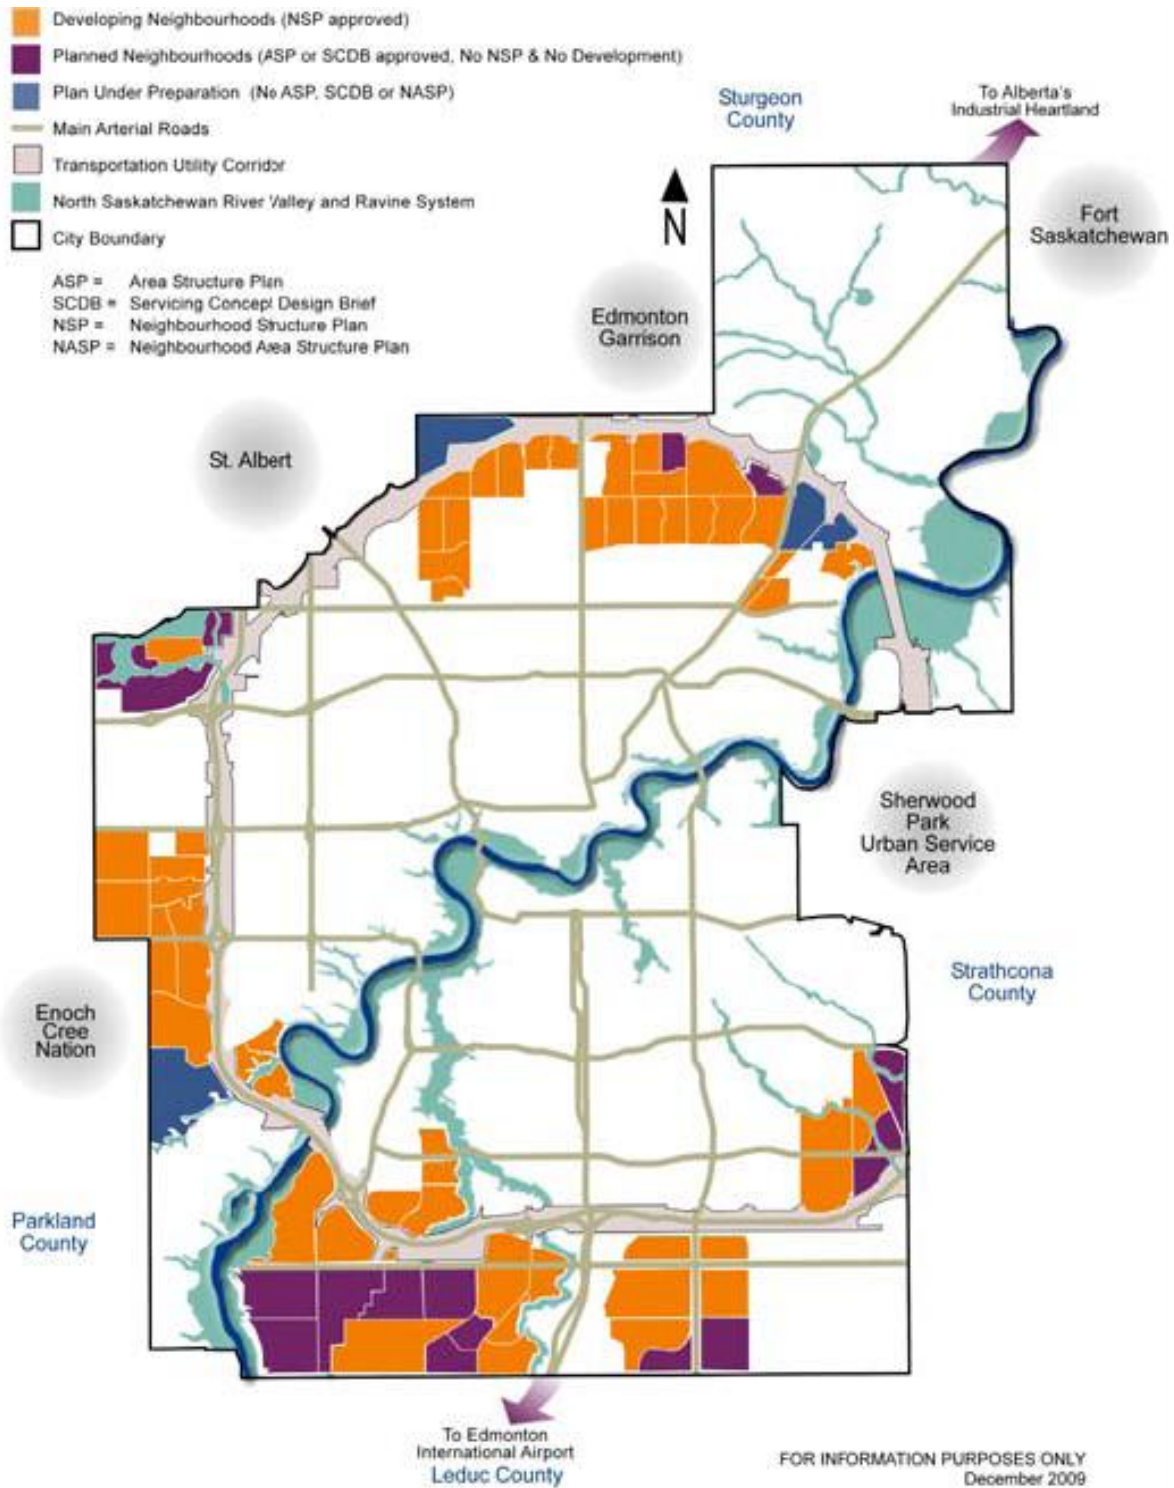 Developing Neighbourhoods (NSP approved)
Planned Neighbourhoods (ASP or SCDB approved, No NSP & No Development)
Plan Under Preparation (No ASP, SCDB or NASP)
Main Arterial Roads
Transportation Utility Corridor
North Saskatchewan River Valley and Ravine System
City Boundary
ASP = Area Structure Plan
SCDB = Servicing Concept Design Brief
NSP = Neighbourhood Structure Plan
NASP = Neighbourhood Area Structure Plan
Sturgeon
County
To Alberta's
Industrial Heartland
N
Fort
Saskatchewan
Edmonton
Garrison
St. Albert
Sherwood
Park
Urban Service
Area
Strathcona
County
Enoch
Cree
Nation
Parkland
County
To Edmonton
International Airport
Leduc County
FOR INFORMATION PURPOSES ONLY
December 2009